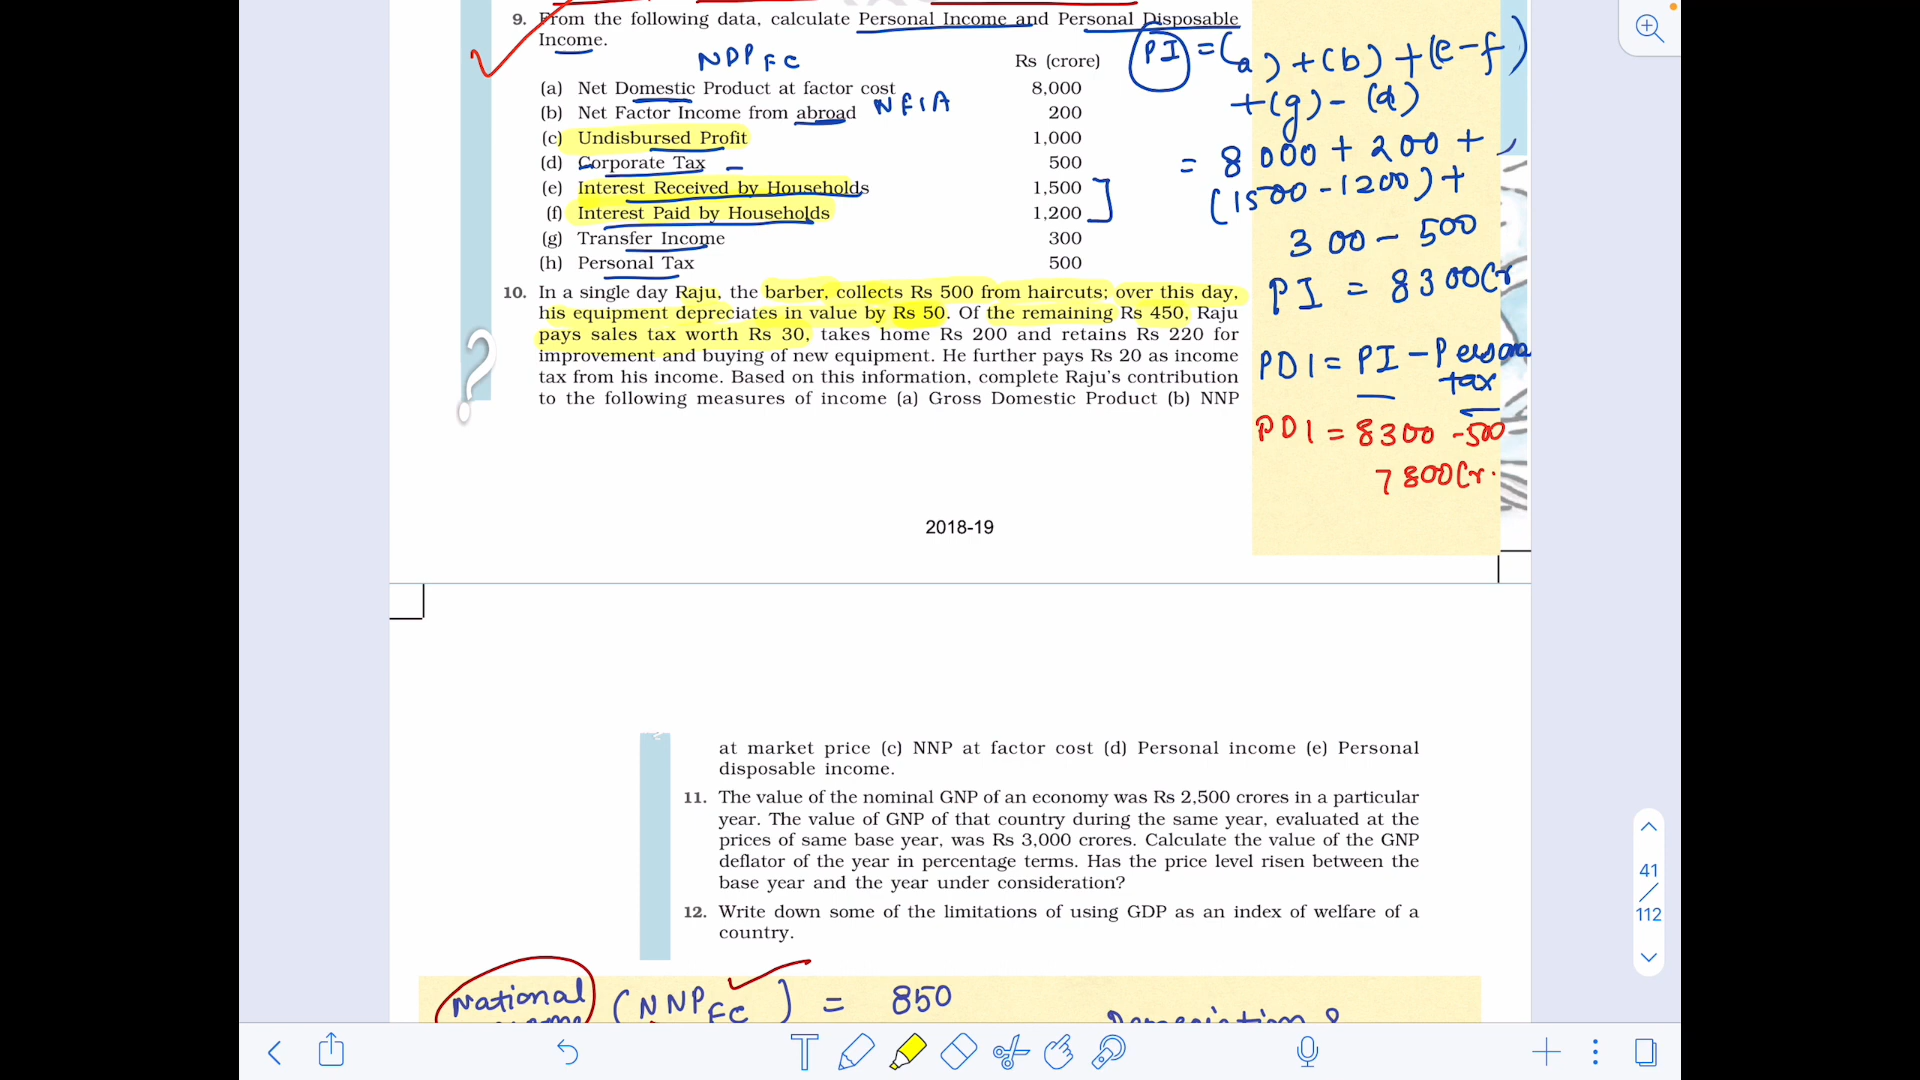 9. From the following data, calculate Personal Income and Personal Disposable
Income.
NDP FC
Rs (crore)
(a) Net Domestic Product at factor cost 8,000
(b) Net Factor Income from abroad NFIA 200
(c) Undisbursed Profit 1,000
(d) Corporate Tax 500
(e) Interest Received by Households 1,500
(f) Interest Paid by Households 1,200
(g) Transfer Income 300
(h) Personal Tax 500
10. In a single day Raju, the barber, collects Rs 500 from haircuts; over this day,
his equipment depreciates in value by Rs 50. Of the remaining Rs 450, Raju
pays sales tax worth Rs 30, takes home Rs 200 and retains Rs 220 for
improvement and buying of new equipment. He further pays Rs 20 as income
tax from his income. Based on this information, complete Raju's contribution
to the following measures of income (a) Gross Domestic Product (b) NNP
PI = (a) + (b) + (e-f)
+ (g) - (d)
= 8000 + 200 +
(1500 - 1200) +
300 - 500
PI = 8300Cr
PDI = PI - Persona
tax
PDI = 8300 - 500
7800Cr.
2018-19
at market price (c) NNP at factor cost (d) Personal income (e) Personal
disposable income.
11. The value of the nominal GNP of an economy was Rs 2,500 crores in a particular
year. The value of GNP of that country during the same year, evaluated at the
prices of same base year, was Rs 3,000 crores. Calculate the value of the GNP
deflator of the year in percentage terms. Has the price level risen between the
base year and the year under consideration?
12. Write down some of the limitations of using GDP as an index of welfare of a
country.
National (NNP FC) = 850
41
112